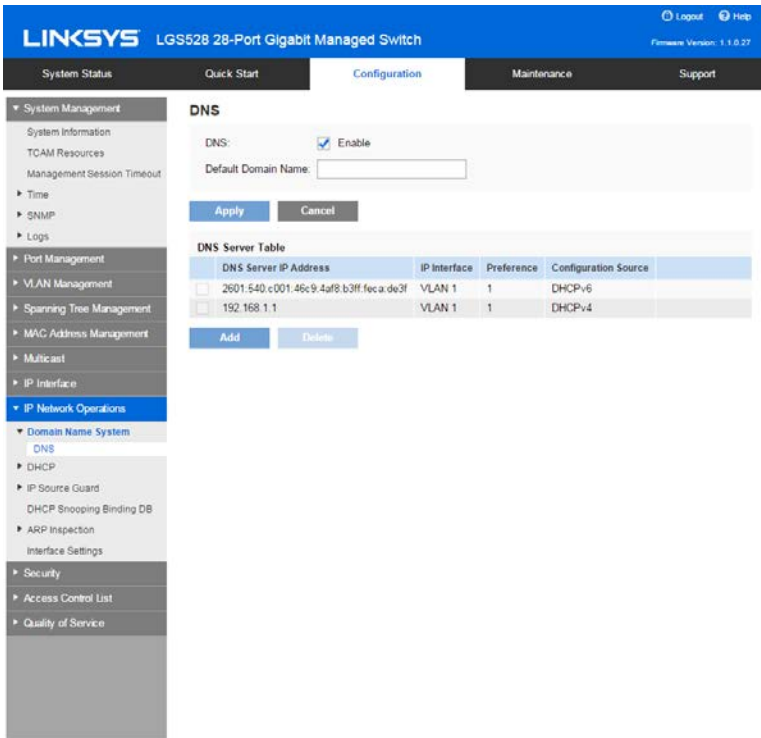 Logout Help
LINKSYS LGS528 28-Port Gigabit Managed Switch
Firmware Version: 1.1.0.27
System Status Quick Start Configuration Maintenance Support
System Management
System Information
TCAM Resources
Management Session Timeout
Time
SNMP
Logs
Port Management
VLAN Management
Spanning Tree Management
MAC Address Management
Multicast
IP Interface
IP Network Operations
Domain Name System
DNS
DHCP
IP Source Guard
DHCP Snooping Binding DB
ARP Inspection
Interface Settings
Security
Access Control List
Quality of Service
DNS
DNS: Enable
Default Domain Name:
Apply Cancel
DNS Server Table
DNS Server IP Address IP Interface Preference Configuration Source
2601:540:c001:46c9:4af8:b3ff:feca:de3f VLAN 1 1 DHCPv6
192.168.1.1 VLAN 1 1 DHCPv4
Add Delete